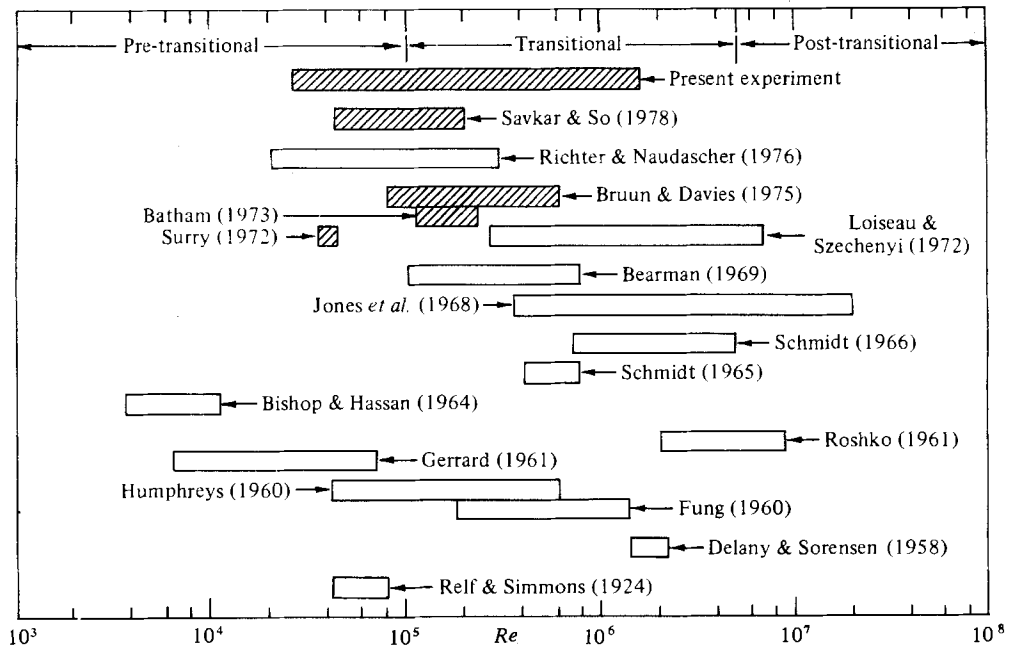 Pre-transitional Transitional Post-transitional
Present experiment
Savkar & So (1978)
Richter & Naudascher (1976)
Bruun & Davies (1975)
Batham (1973)
Surry (1972)
Loiseau &
Szechenyi (1972)
Bearman (1969)
Jones et al. (1968)
Schmidt (1966)
Schmidt (1965)
Bishop & Hassan (1964)
Roshko (1961)
Gerrard (1961)
Humphreys (1960)
Fung (1960)
Delany & Sorensen (1958)
Relf & Simmons (1924)
10³ 10⁴ 10⁵ Re 10⁶ 10⁷ 10⁸